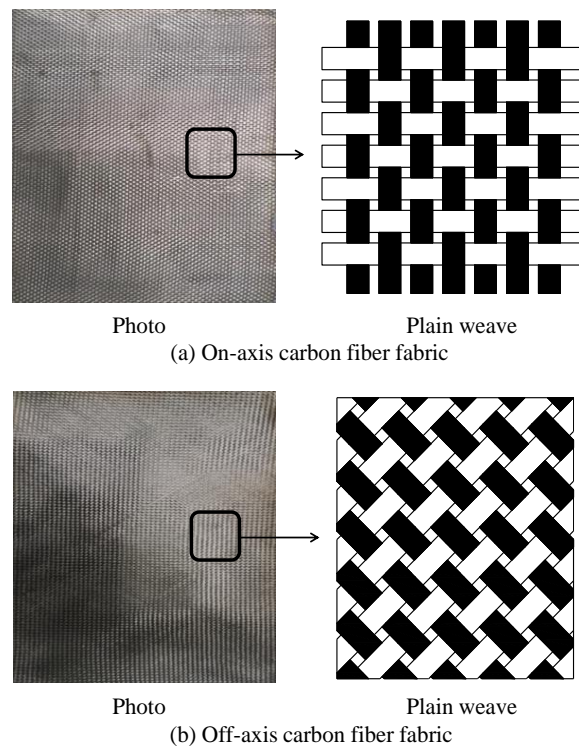 Photo Plain weave
(a) On-axis carbon fiber fabric
Photo Plain weave
(b) Off-axis carbon fiber fabric